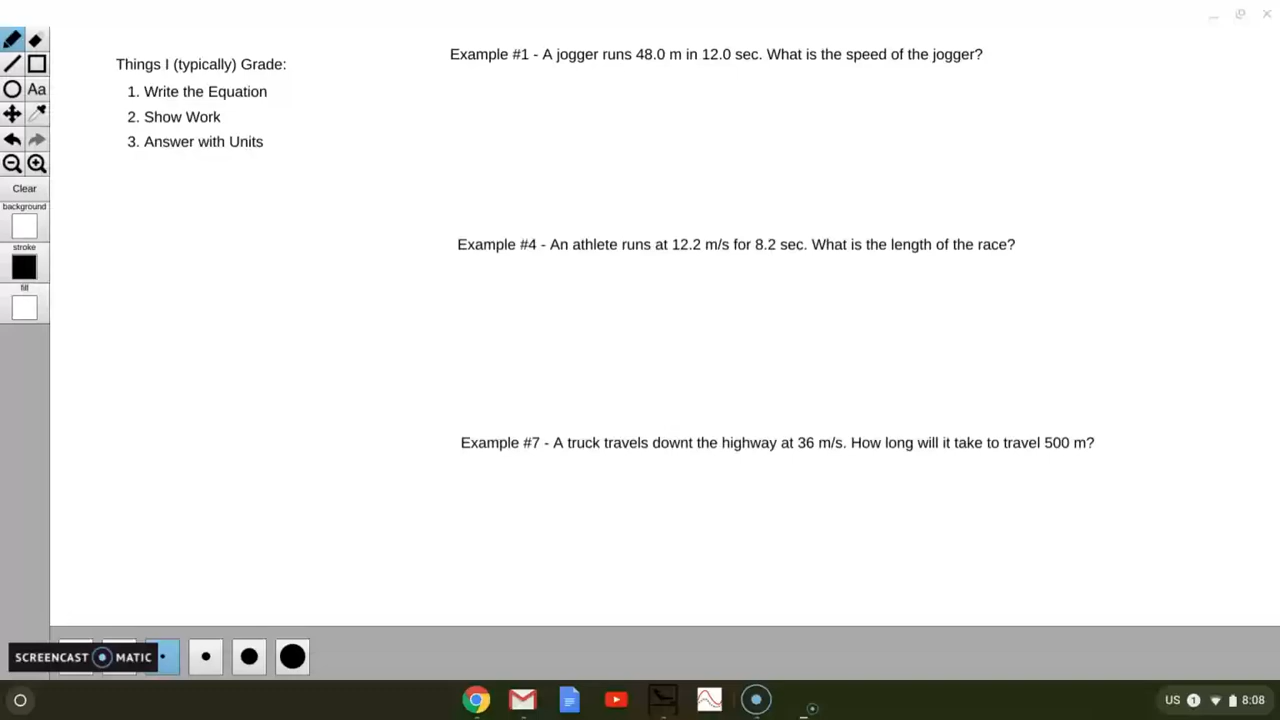 Things I (typically) Grade:
1. Write the Equation
2. Show Work
3. Answer with Units
Example #1 - A jogger runs 48.0 m in 12.0 sec. What is the speed of the jogger?
Example #4 - An athlete runs at 12.2 m/s for 8.2 sec. What is the length of the race?
Example #7 - A truck travels downt the highway at 36 m/s. How long will it take to travel 500 m?
Aa
Clear
background
stroke
fill
SCREENCAST MATIC
US 1 8:08